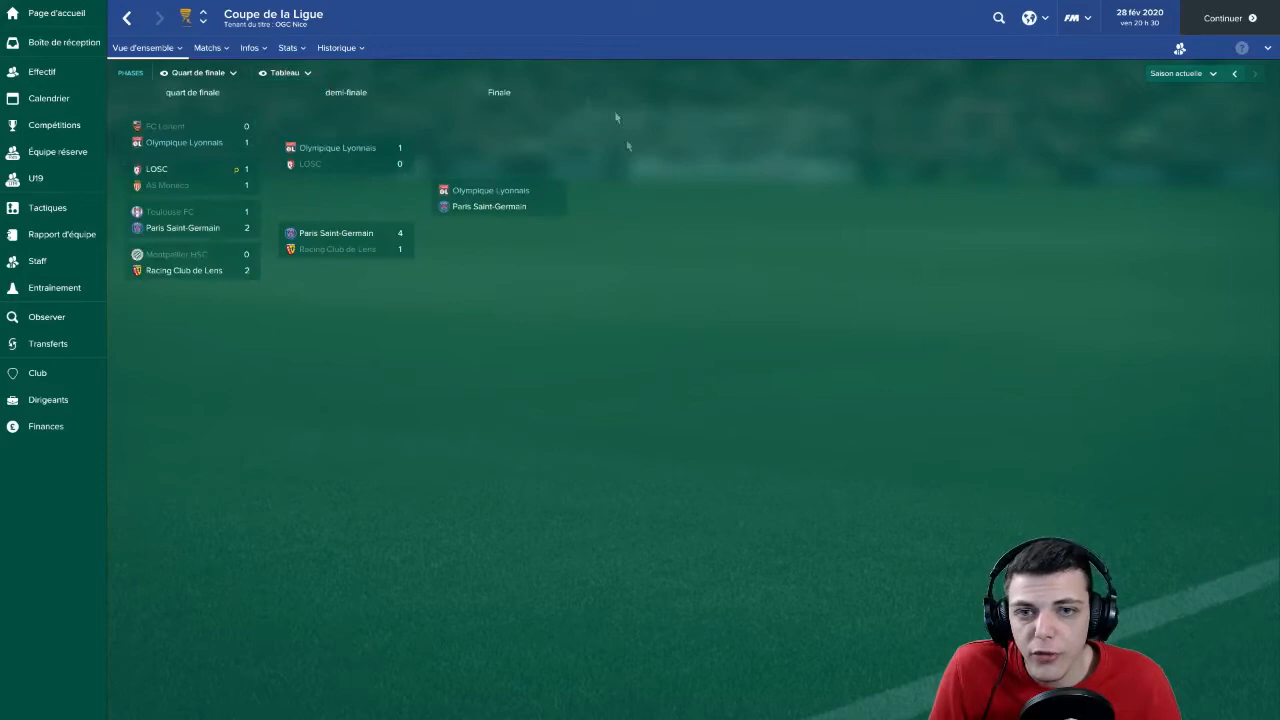 Page d'accueil
Boîte de réception
Effectif
Calendrier
Compétitions
Équipe réserve
U19
Tactiques
Rapport d'équipe
Staff
Entraînement
Observer
Transferts
Club
Dirigeants
Finances
Coupe de la Ligue
Tenant du titre : OGC Nice
FM
28 fév 2020
ven 20 h 30
Continuer
Vue d'ensemble
Matchs
Infos
Stats
Historique
PHASES
Quart de finale
Tableau
Saison actuelle
quart de finale
demi-finale
Finale
FC Lorient 0
Olympique Lyonnais 1
LOSC p 1
AS Monaco 1
Toulouse FC 1
Paris Saint-Germain 2
Montpellier HSC 0
Racing Club de Lens 2
Olympique Lyonnais 1
LOSC 0
Paris Saint-Germain 4
Racing Club de Lens 1
Olympique Lyonnais
Paris Saint-Germain